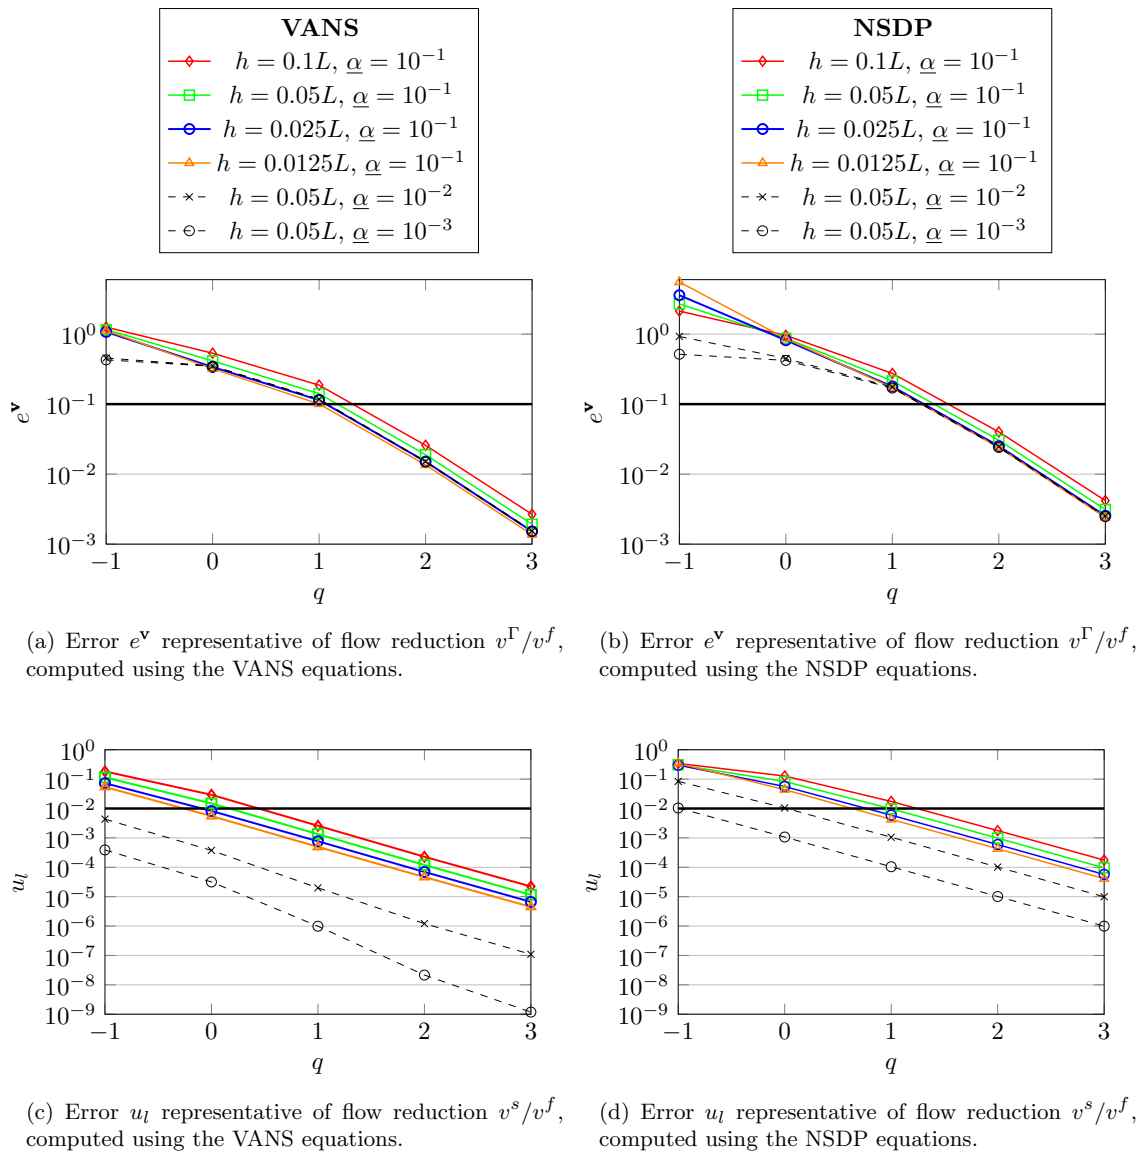 VANS
h = 0.1L, α = 10⁻¹
h = 0.05L, α = 10⁻¹
h = 0.025L, α = 10⁻¹
h = 0.0125L, α = 10⁻¹
h = 0.05L, α = 10⁻²
h = 0.05L, α = 10⁻³
NSDP
h = 0.1L, α = 10⁻¹
h = 0.05L, α = 10⁻¹
h = 0.025L, α = 10⁻¹
h = 0.0125L, α = 10⁻¹
h = 0.05L, α = 10⁻²
h = 0.05L, α = 10⁻³
10⁰
10⁻¹
10⁻²
10⁻³
eᵛ
−1 0 1 2 3
q
10⁰
10⁻¹
10⁻²
10⁻³
eᵛ
−1 0 1 2 3
q
(a) Error eᵛ representative of flow reduction v^Γ/v^f,
computed using the VANS equations.
(b) Error eᵛ representative of flow reduction v^Γ/v^f,
computed using the NSDP equations.
10⁰
10⁻¹
10⁻²
10⁻³
10⁻⁴
10⁻⁵
10⁻⁶
10⁻⁷
10⁻⁸
10⁻⁹
u_l
−1 0 1 2 3
q
10⁰
10⁻¹
10⁻²
10⁻³
10⁻⁴
10⁻⁵
10⁻⁶
10⁻⁷
10⁻⁸
10⁻⁹
u_l
−1 0 1 2 3
q
(c) Error u_l representative of flow reduction v^s/v^f,
computed using the VANS equations.
(d) Error u_l representative of flow reduction v^s/v^f,
computed using the NSDP equations.